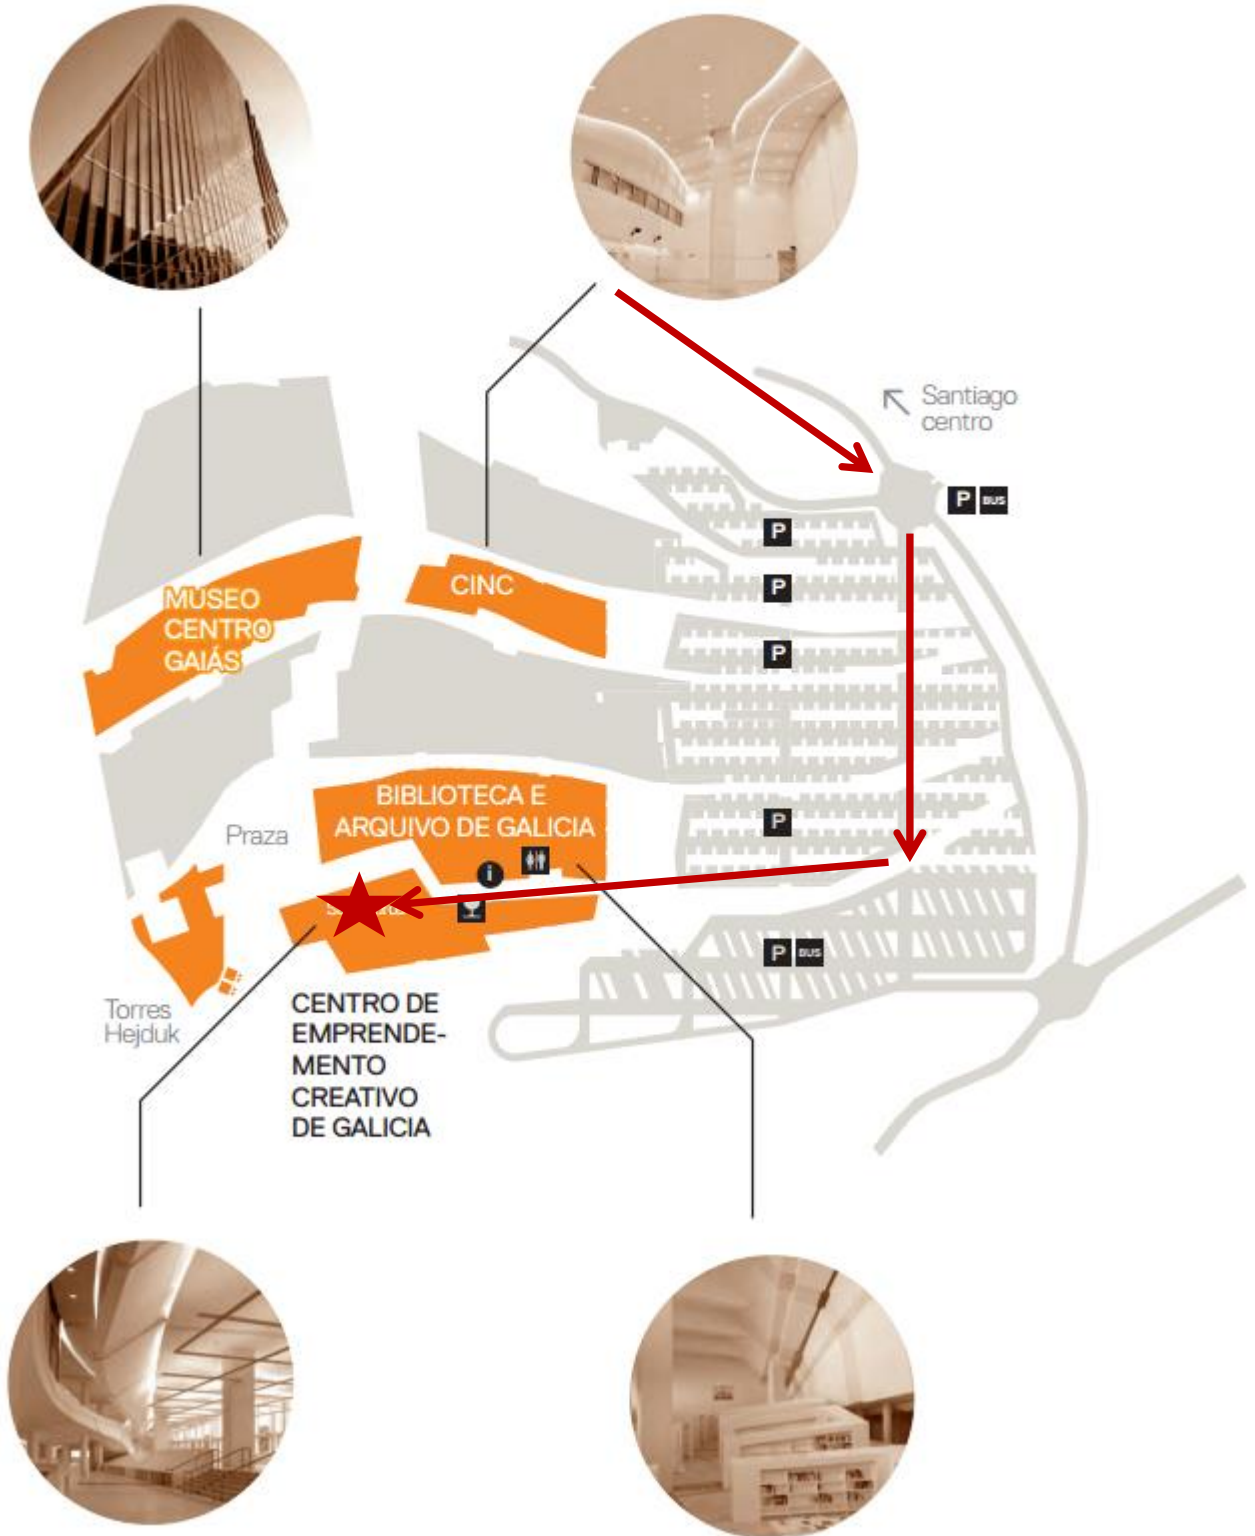 Santiago
centro
P BUS
P
P
CINC
MUSEO
CENTRO
GAIÁS
P
BIBLIOTECA E
ARQUIVO DE GALICIA
P
Praza
i
P BUS
Torres
Hejduk
CENTRO DE
EMPRENDE-
MENTO
CREATIVO
DE GALICIA